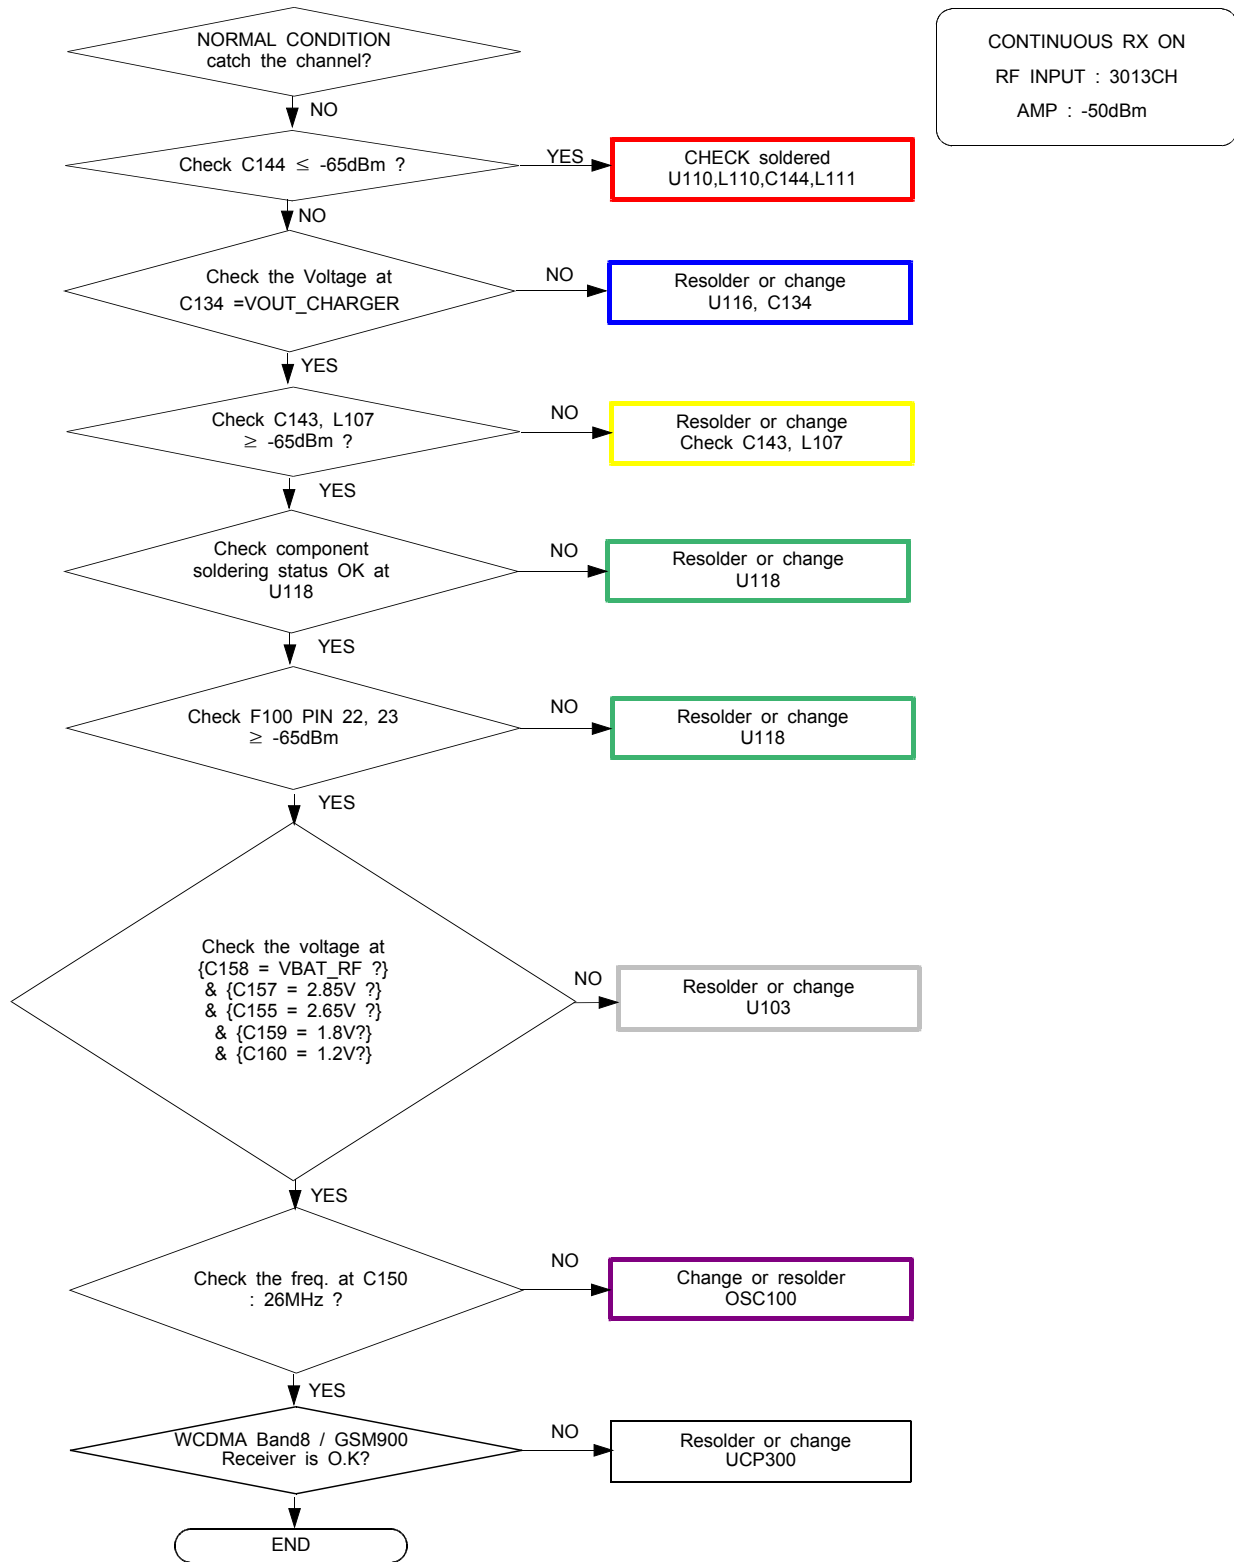 NORMAL CONDITION
catch the channel?
CONTINUOUS RX ON
RF INPUT : 3013CH
AMP : -50dBm
NO
Check C144 ≤ -65dBm ?
YES
CHECK soldered
U110,L110,C144,L111
NO
Check the Voltage at
C134 =VOUT_CHARGER
NO
Resolder or change
U116, C134
YES
Check C143, L107
≥ -65dBm ?
NO
Resolder or change
Check C143, L107
YES
Check component
soldering status OK at
U118
NO
Resolder or change
U118
YES
Check F100 PIN 22, 23
≥ -65dBm
NO
Resolder or change
U118
YES
Check the voltage at
{C158 = VBAT_RF ?}
& {C157 = 2.85V ?}
& {C155 = 2.65V ?}
& {C159 = 1.8V?}
& {C160 = 1.2V?}
NO
Resolder or change
U103
YES
Check the freq. at C150
: 26MHz ?
NO
Change or resolder
OSC100
YES
WCDMA Band8 / GSM900
Receiver is O.K?
NO
Resolder or change
UCP300
END